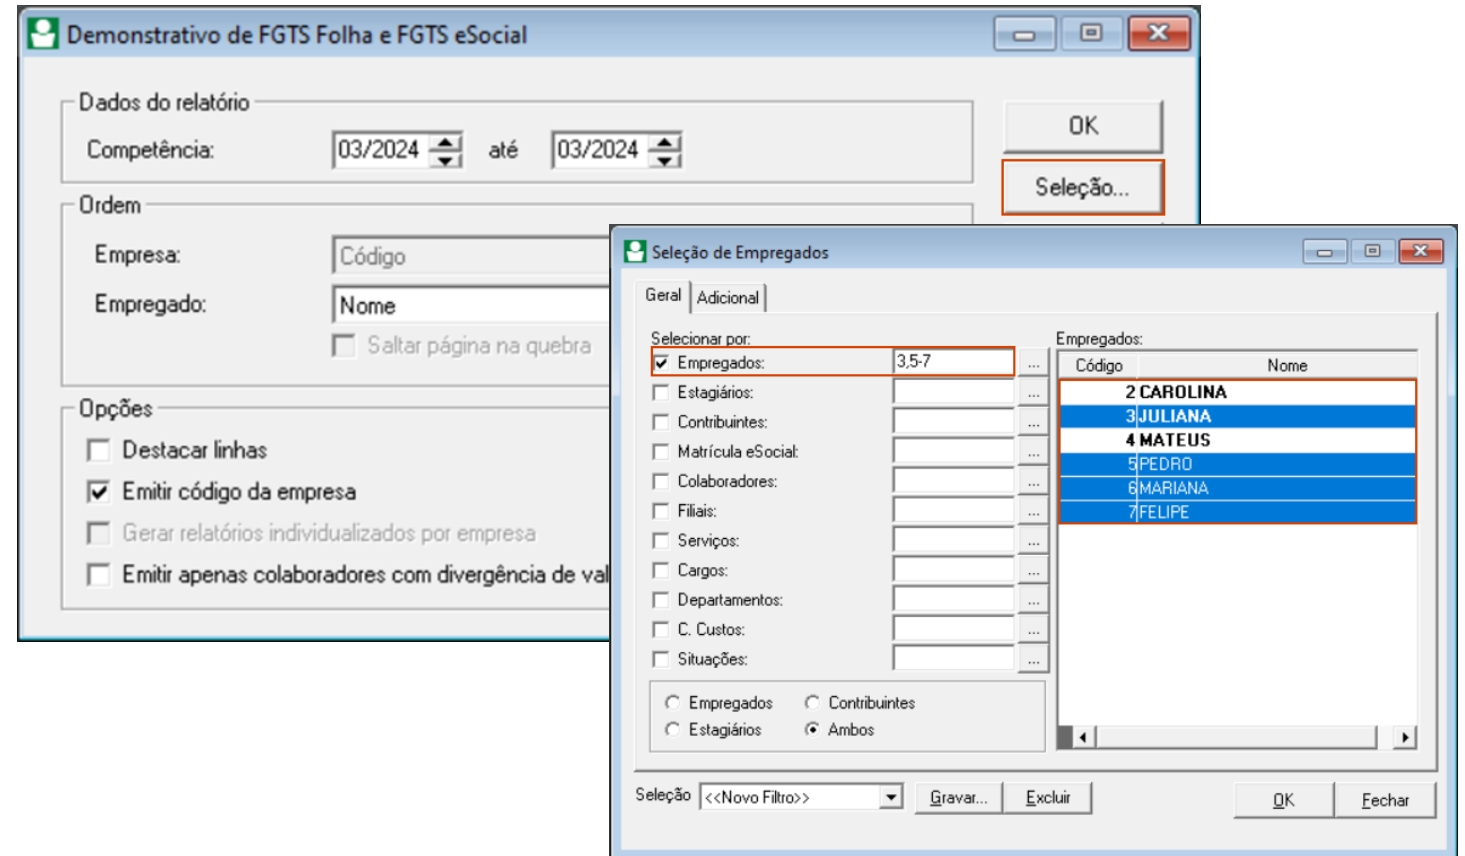 Demonstrativo de FGTS Folha e FGTS eSocial
Dados do relatório
Competência: 03/2024 até 03/2024
OK
Seleção...
Ordem
Empresa: Código
Empregado: Nome
Saltar página na quebra
Opções
Destacar linhas
Emitir código da empresa
Gerar relatórios individualizados por empresa
Emitir apenas colaboradores com divergência de val
Seleção de Empregados
Geral Adicional
Selecionar por:
Empregados: 3,5-7 ...
Estagiários: ...
Contribuintes: ...
Matrícula eSocial: ...
Colaboradores: ...
Filiais: ...
Serviços: ...
Cargos: ...
Departamentos: ...
C. Custos: ...
Situações: ...
Empregados Contribuintes
Estagiários Ambos
Empregados:
Código Nome
2 CAROLINA
3 JULIANA
4 MATEUS
5 PEDRO
6 MARIANA
7 FELIPE
Seleção <<Novo Filtro>> Gravar... Excluir OK Fechar